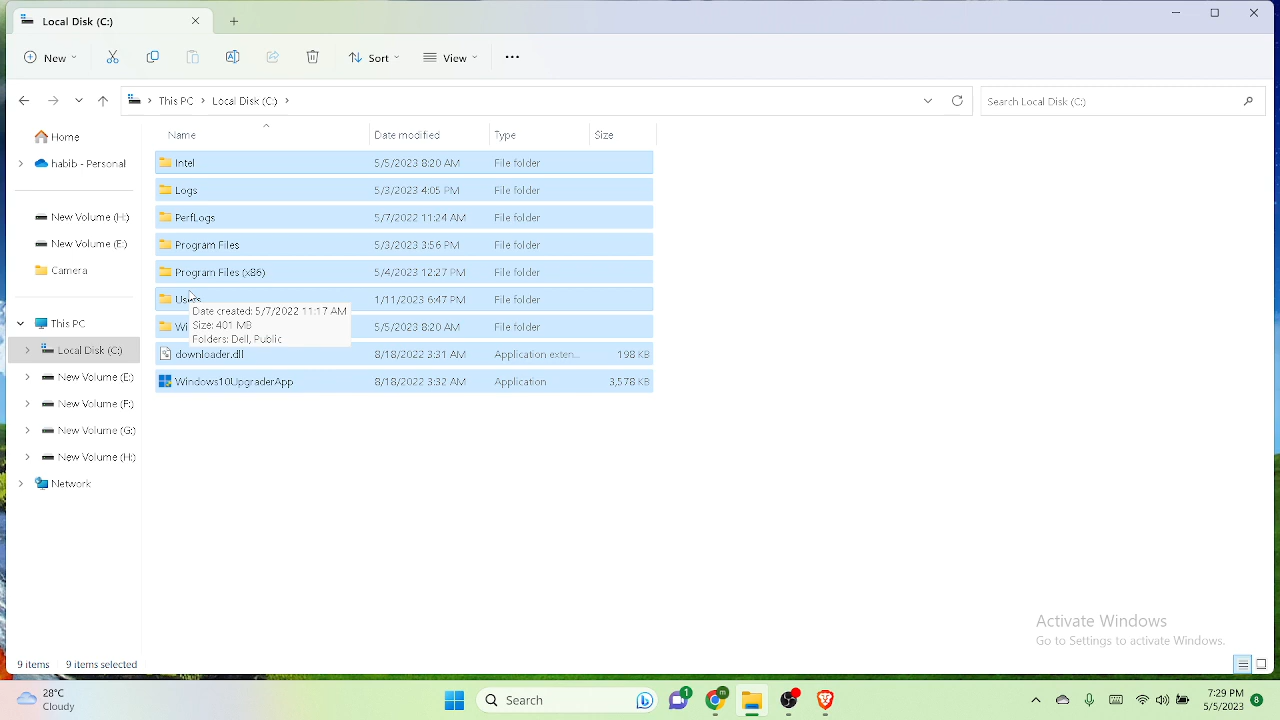 Local Disk (C:)
New
Sort
View
This PC
Local Disk (C:)
Search Local Disk (C:)
Name
Date modified
Type
Size
Home
habib - Personal
New Volume (H:)
New Volume (E:)
Camera
This PC
Local Disk (C:)
New Volume (E:)
New Volume (F:)
New Volume (G:)
New Volume (H:)
Network
Intel 5/5/2023 8:20 AM File folder
Logs 5/3/2023 4:05 PM File folder
PerfLogs 5/7/2022 11:24 AM File folder
Program Files 5/3/2023 3:56 PM File folder
Program Files (x86) 5/4/2023 12:27 PM File folder
Users 1/11/2023 6:47 PM File folder
Wi 5/5/2023 8:20 AM File folder
downloader.dll 8/18/2022 3:31 AM Application exten... 198 KB
Windows10UpgraderApp 8/18/2022 3:32 AM Application 3,578 KB
Date created: 5/7/2022 11:17 AM
Size: 401 MB
Folders: Dell, Public
Activate Windows
Go to Settings to activate Windows.
9 items 9 items selected
28°C
Cloudy
Search
1
m
7:29 PM
5/5/2023
8